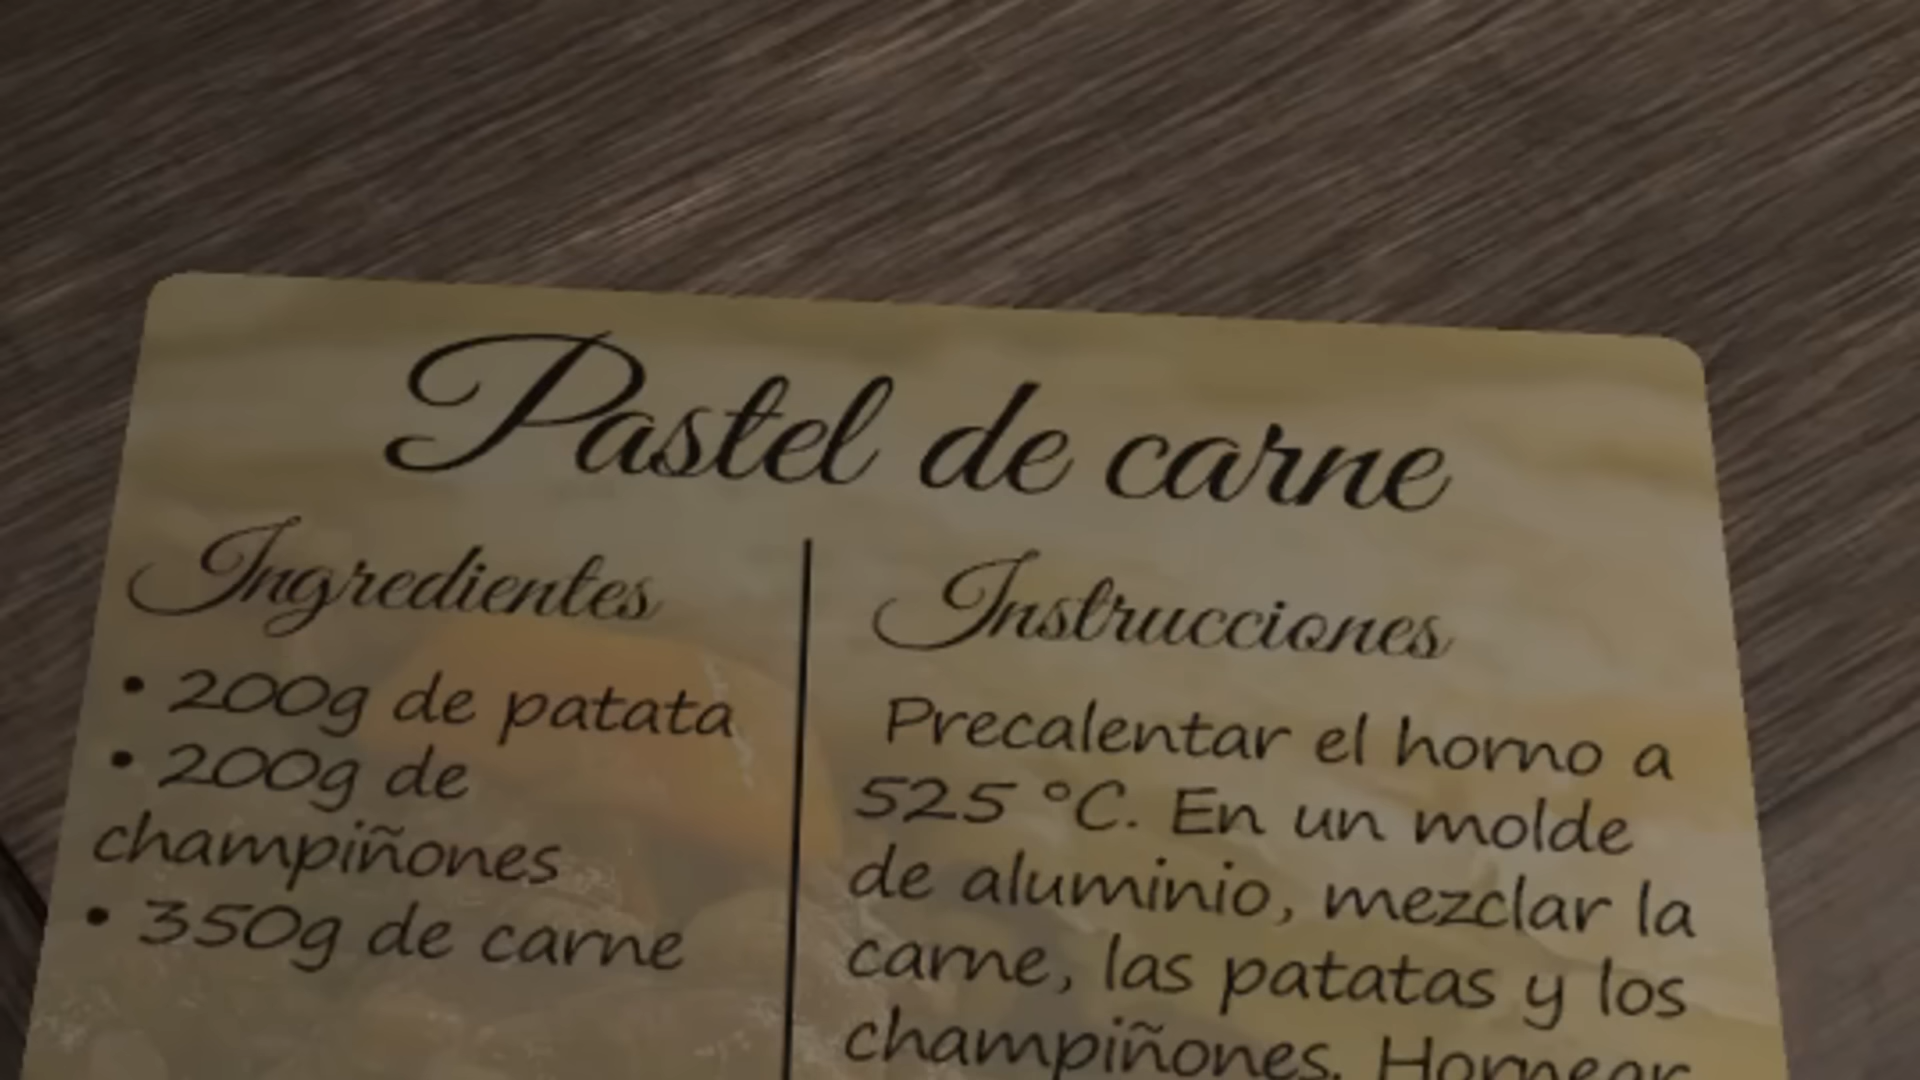 Pastel de carne
Ingredientes
• 200g de patata
• 200g de
champiñones
• 350g de carne
Instrucciones
Precalentar el horno a
525 °C. En un molde
de aluminio, mezclar la
carne, las patatas y los
champiñones. Hornear